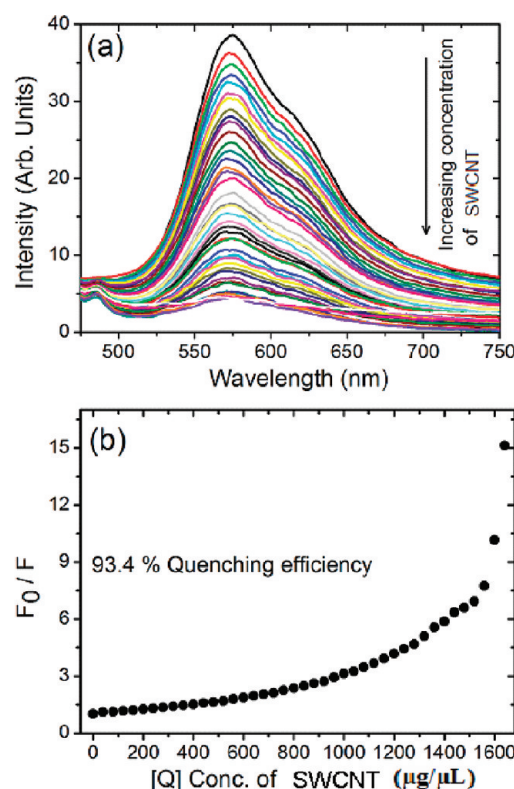 (a)
40
30
20
10
0
Intensity (Arb. Units)
Increasing concentration
of SWCNT
500 550 600 650 700 750
Wavelength (nm)
(b)
15
12
9
6
3
0
F0 / F
93.4 % Quenching efficiency
0 200 400 600 800 1000 1200 1400 1600
[Q] Conc. of SWCNT (µg/µL)